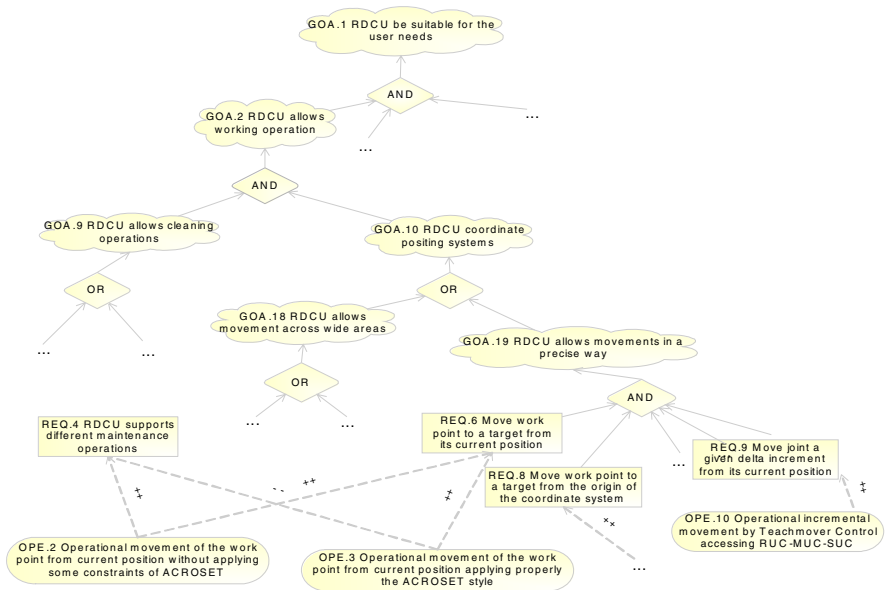 GOA.1 RDCU be suitable for the
user needs
AND
GOA.2 RDCU allows
working operation
...
...
AND
GOA.9 RDCU allows cleaning
operations
GOA.10 RDCU coordinate
positing systems
OR
OR
GOA.18 RDCU allows
movement across wide areas
GOA.19 RDCU allows movements in a
precise way
...
...
OR
AND
REQ.4 RDCU supports
different maintenance
operations
...
...
REQ.6 Move work
point to a target from
its current position
...
REQ.9 Move joint a
given delta increment
from its current position
REQ.8 Move work point to
a target from the origin of
the coordinate system
++
++
--
++
++
++
OPE.2 Operational movement of the work
point from current position without applying
some constraints of ACROSET
OPE.3 Operational movement of the work
point from current position applying properly
the ACROSET style
...
OPE.10 Operational incremental
movement by Teachmover Control
accessing RUC-MUC-SUC